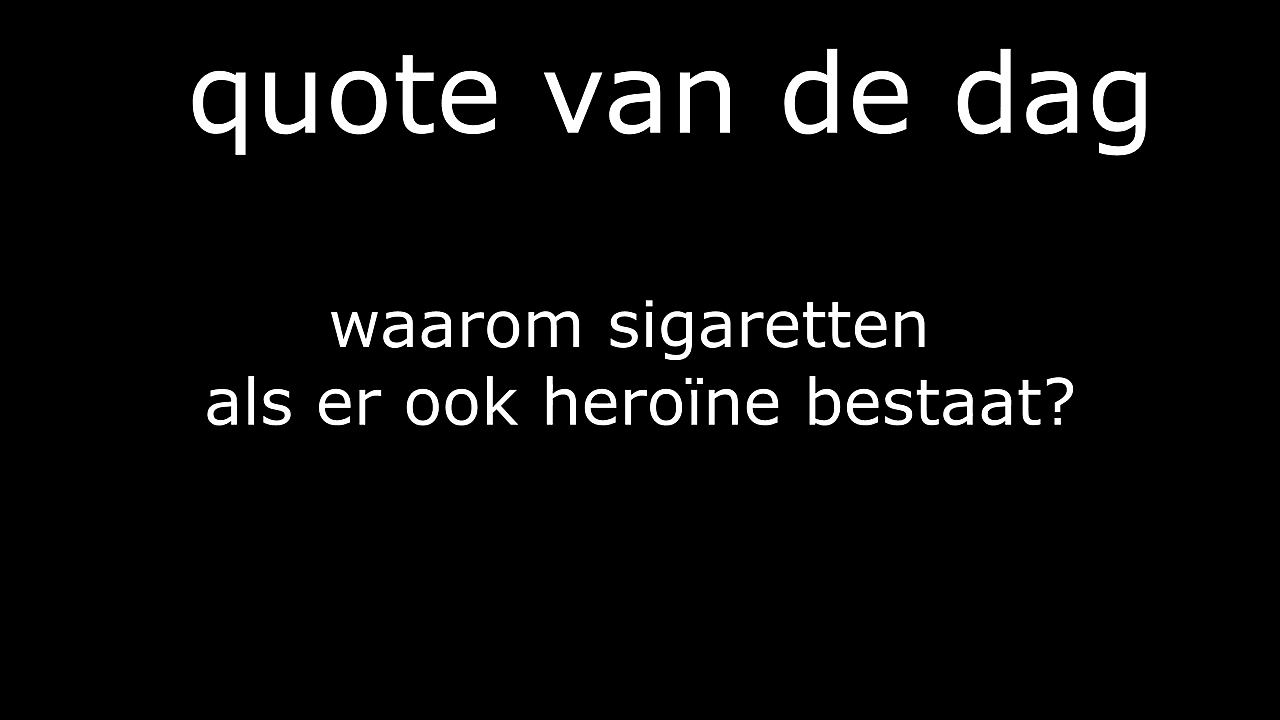 quote van de dag
waarom sigaretten
als er ook heroïne bestaat?